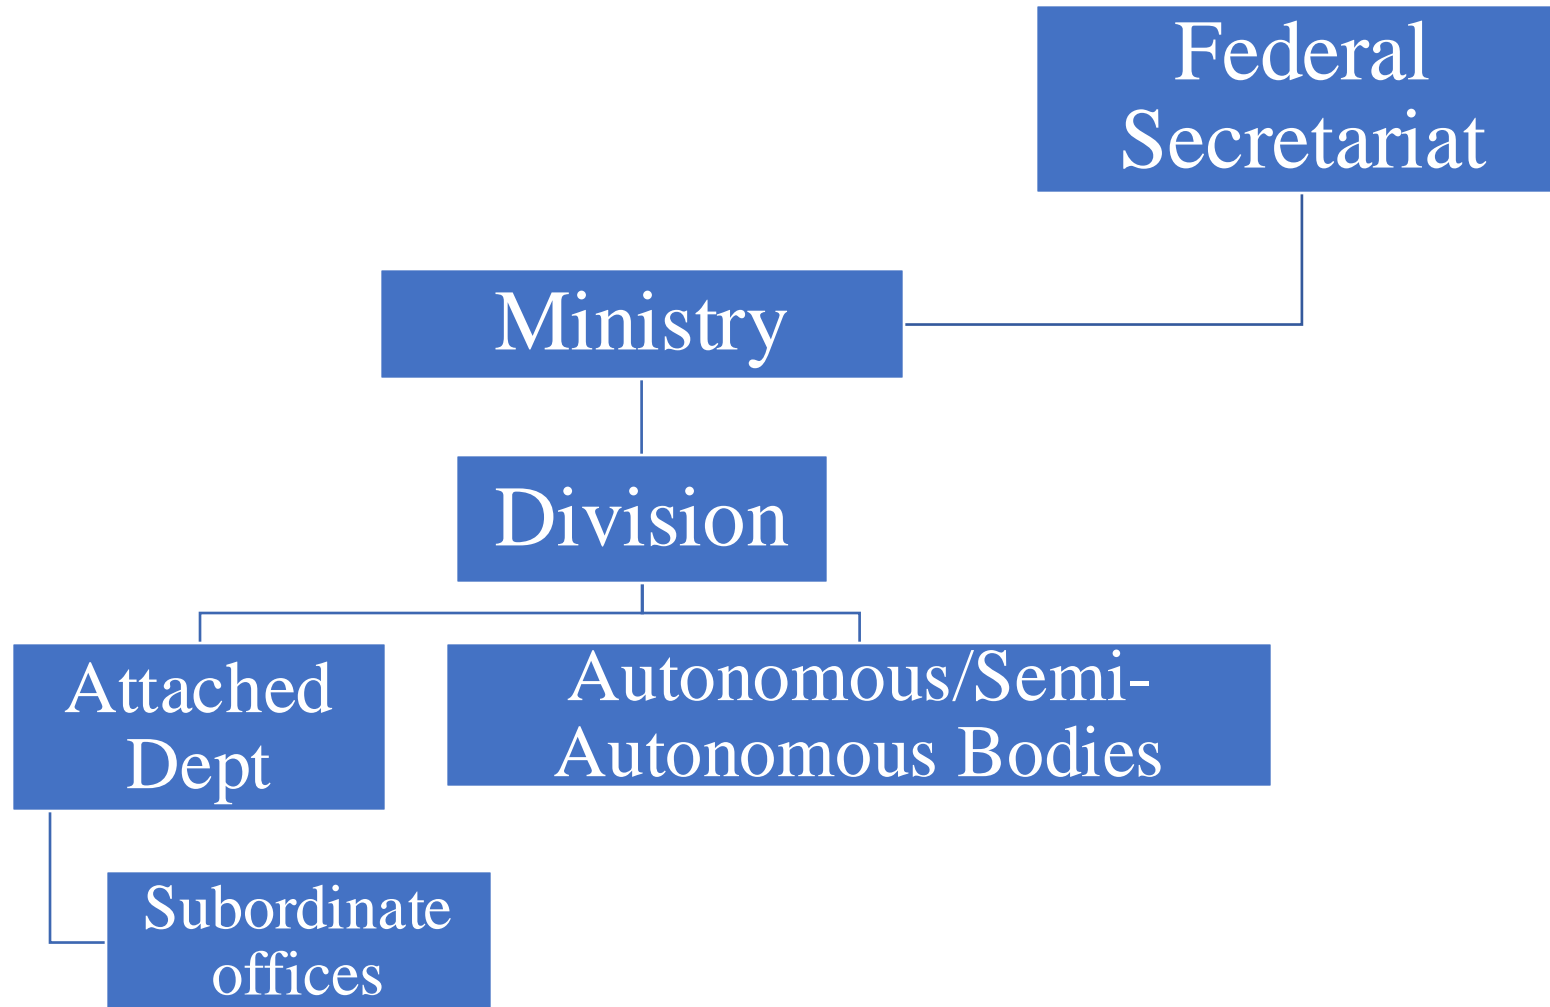 Federal
Secretariat
Ministry
Division
Attached
Dept
Autonomous/Semi-
Autonomous Bodies
Subordinate
offices